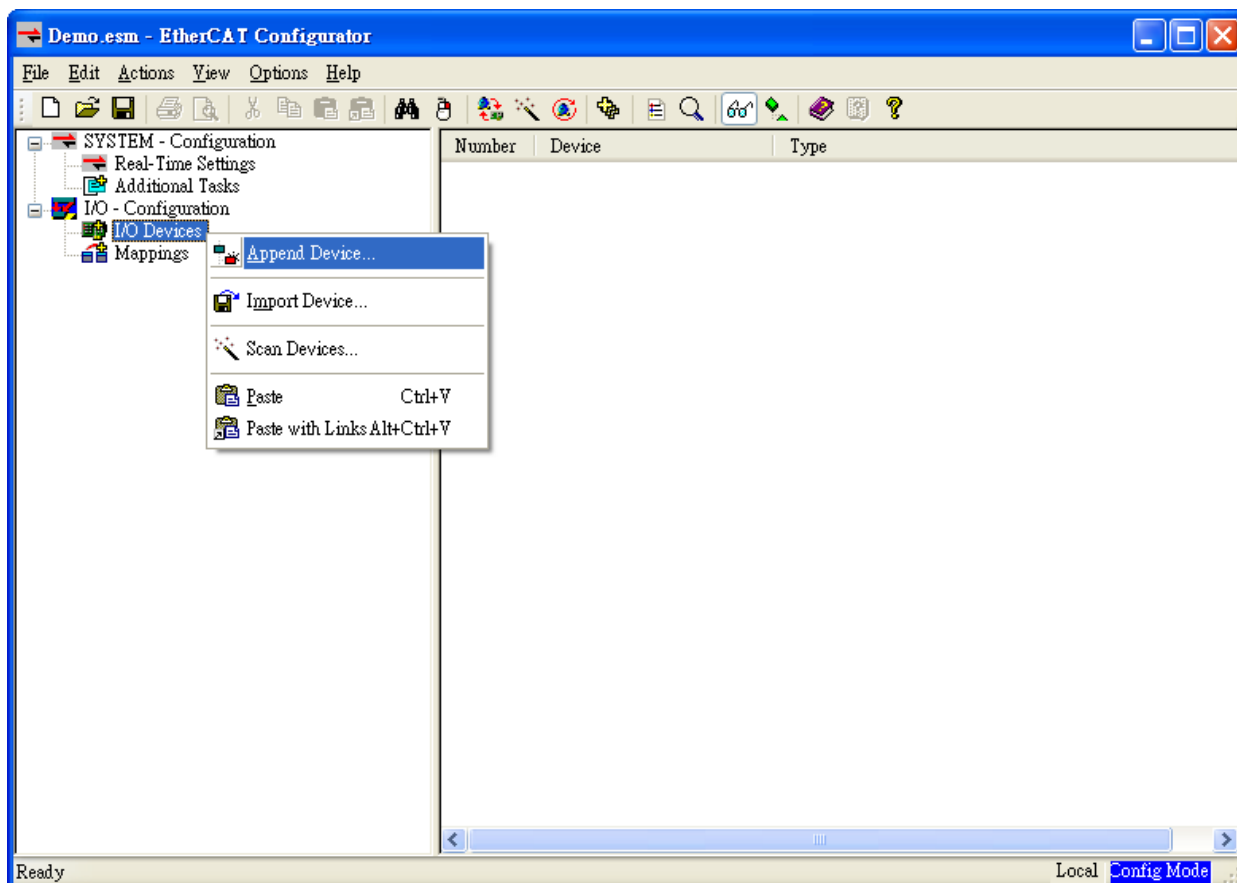 Demo.esm - EtherCAT Configurator
File Edit Actions View Options Help
SYSTEM - Configuration
Real-Time Settings
Additional Tasks
I/O - Configuration
I/O Devices
Mappings
Number Device Type
Append Device...
Import Device...
Scan Devices...
Paste Ctrl+V
Paste with Links Alt+Ctrl+V
Ready Local Config Mode